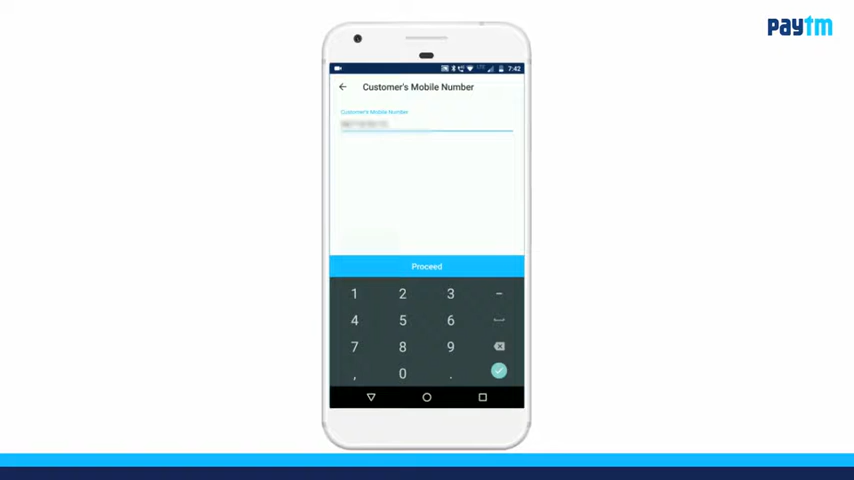 paytm
7:42
Customer's Mobile Number
Customer's Mobile Number
Proceed
1 2 3 -
4 5 6
7 8 9
, 0 .